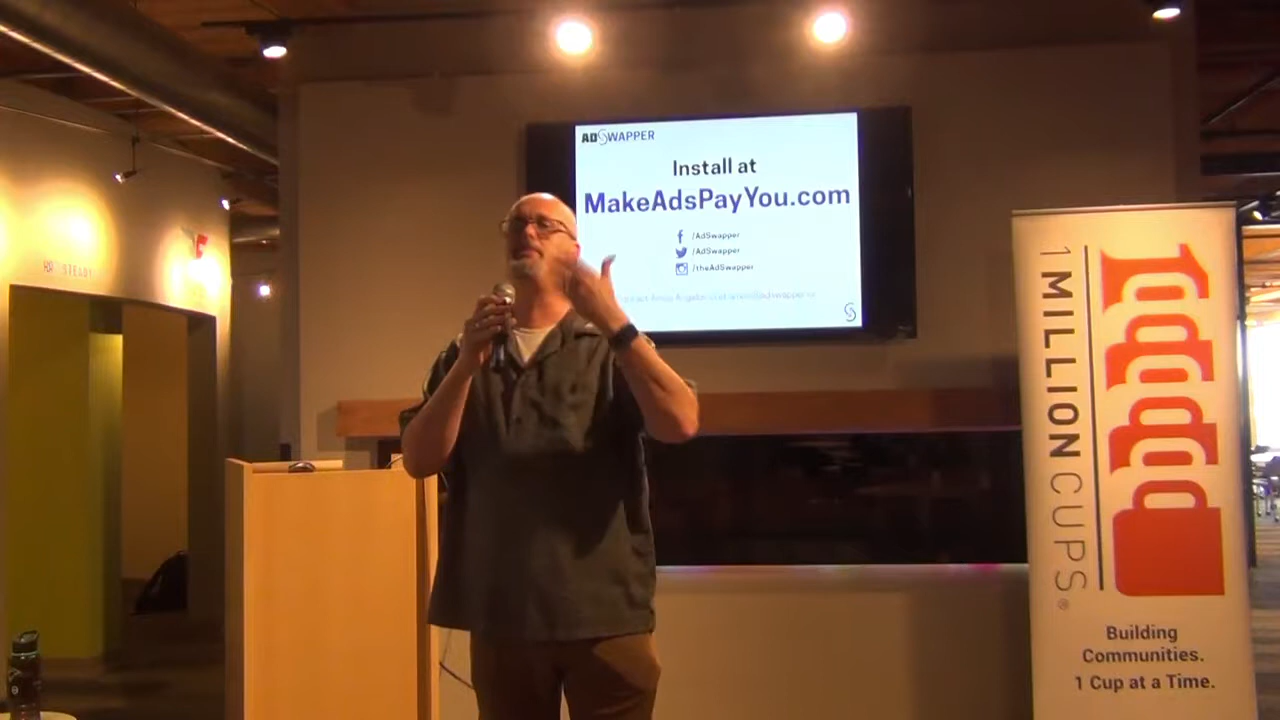 ADSWAPPER
Install at
MakeAdsPayYou.com
/AdSwapper
/AdSwapper
/theAdSwapper
1 MILLION CUPS®
Building
Communities.
1 Cup at a Time.